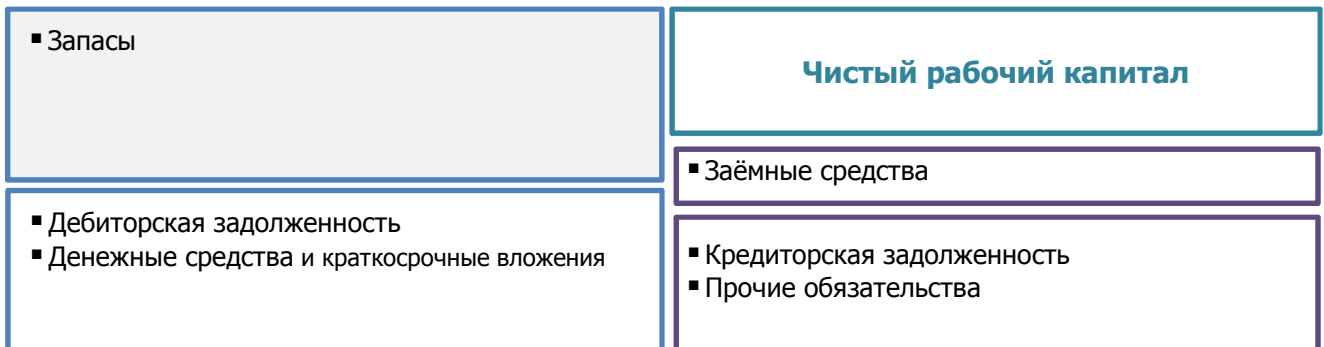 ▪ Запасы
Чистый рабочий капитал
▪ Заёмные средства
▪ Дебиторская задолженность
▪ Денежные средства и краткосрочные вложения
▪ Кредиторская задолженность
▪ Прочие обязательства